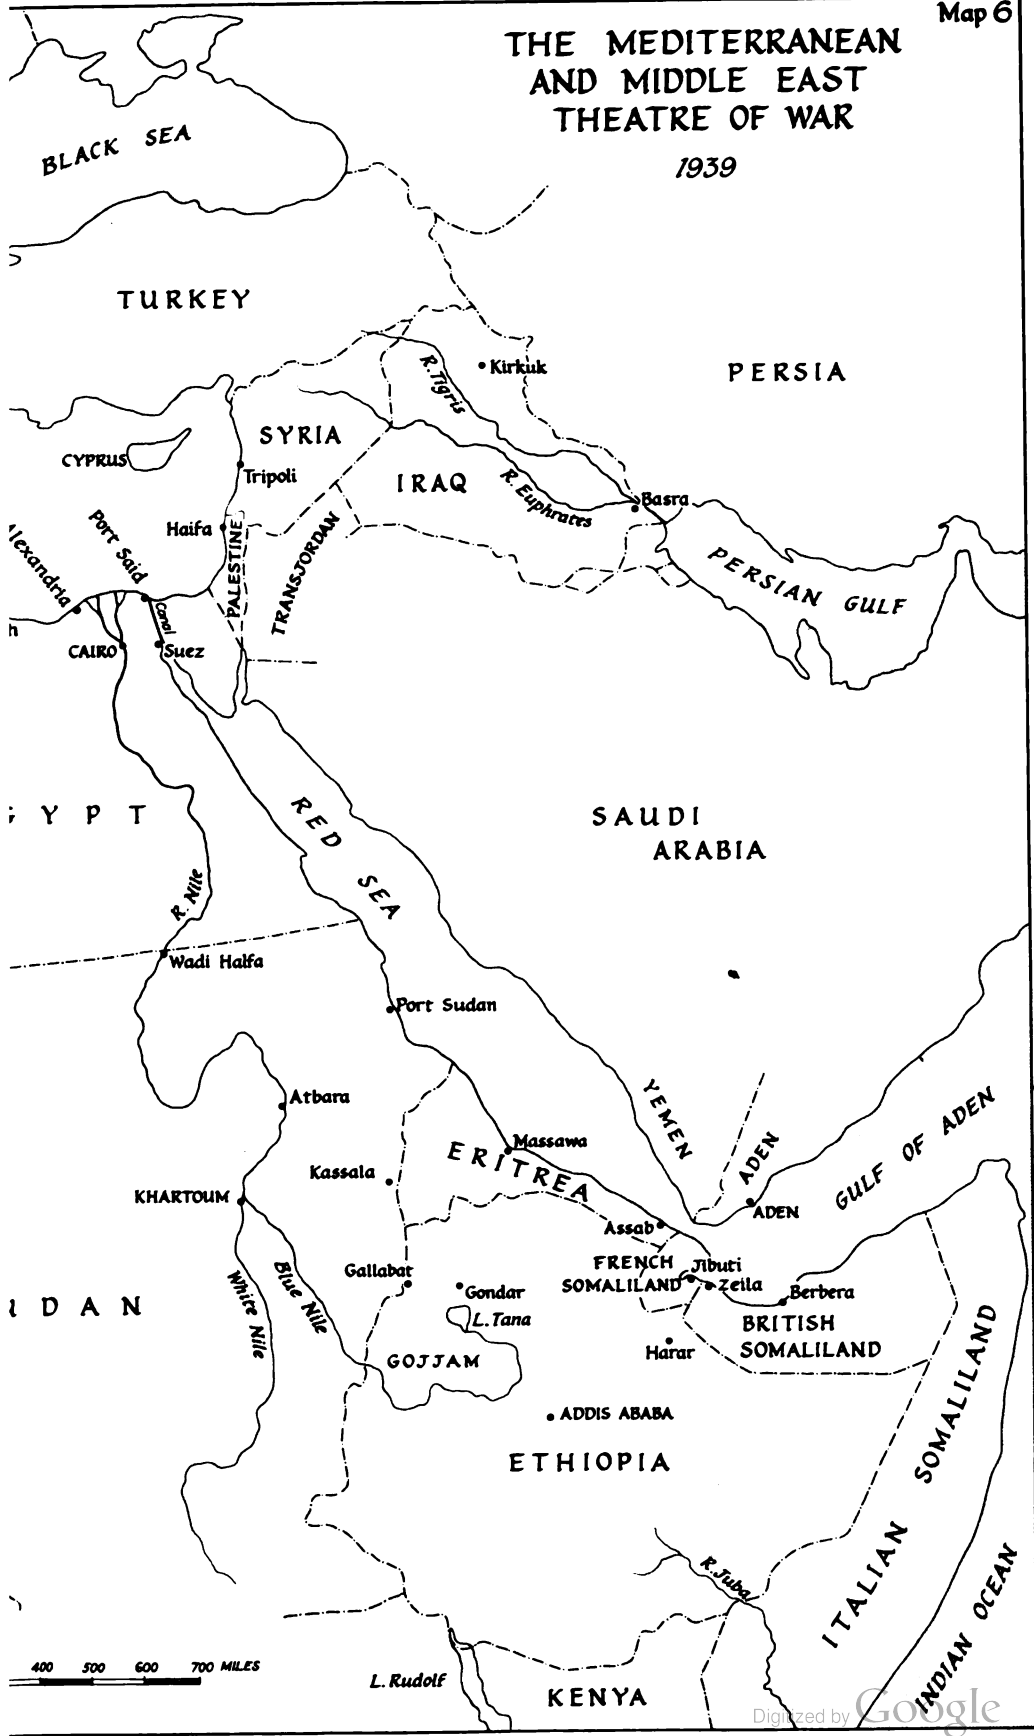 Map 6
THE MEDITERRANEAN
AND MIDDLE EAST
THEATRE OF WAR
1939
BLACK SEA
TURKEY
Kirkuk
PERSIA
R. Tigris
SYRIA
CYPRUS
Tripoli
IRAQ
R. Euphrates
Basra
Port Said
Haifa
PALESTINE
TRANSJORDAN
lexandria
PERSIAN GULF
Canal
h
CAIRO
Suez
YPT
RED SEA
SAUDI
ARABIA
R. Nile
Wadi Halfa
Port Sudan
Atbara
YEMEN
ADEN
GULF OF ADEN
Massawa
ERITREA
Kassala
KHARTOUM
ADEN
Assab
FRENCH
SOMALILAND
Jibuti
Zeila
Berbera
Gallabat
Gondar
White Nile
Blue Nile
L. Tana
DAN
BRITISH
SOMALILAND
Harar
GOJJAM
ADDIS ABABA
ETHIOPIA
ITALIAN SOMALILAND
R. Juba
INDIAN OCEAN
400 500 600 700 MILES
L. Rudolf
KENYA
Digitized by Google